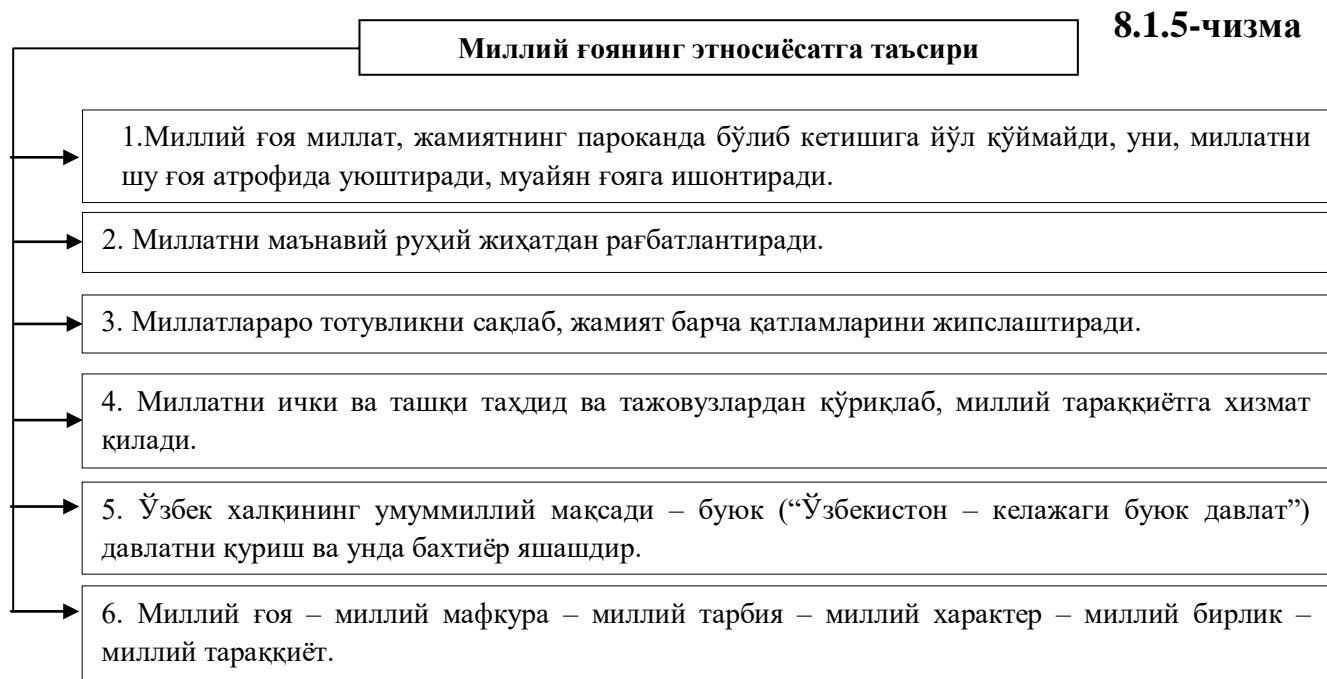 8.1.5-чизма
Миллий ғоянинг этносиёсатга таъсири
1.Миллий ғоя миллат, жамиятнинг пароканда бўлиб кетишига йўл қўймайди, уни, миллатни
шу ғоя атрофида уюштиради, муайян ғояга ишонтиради.
2. Миллатни маънавий руҳий жиҳатдан рағбатлантиради.
3. Миллатлараро тотувликни сақлаб, жамият барча қатламларини жипслаштиради.
4. Миллатни ички ва ташқи таҳдид ва тажовузлардан қўриқлаб, миллий тараққиётга хизмат
қилади.
5. Ўзбек халқининг умуммиллий мақсади – буюк (“Ўзбекистон – келажаги буюк давлат”)
давлатни қуриш ва унда бахтиёр яшашдир.
6. Миллий ғоя – миллий мафкура – миллий тарбия – миллий характер – миллий бирлик –
миллий тараққиёт.